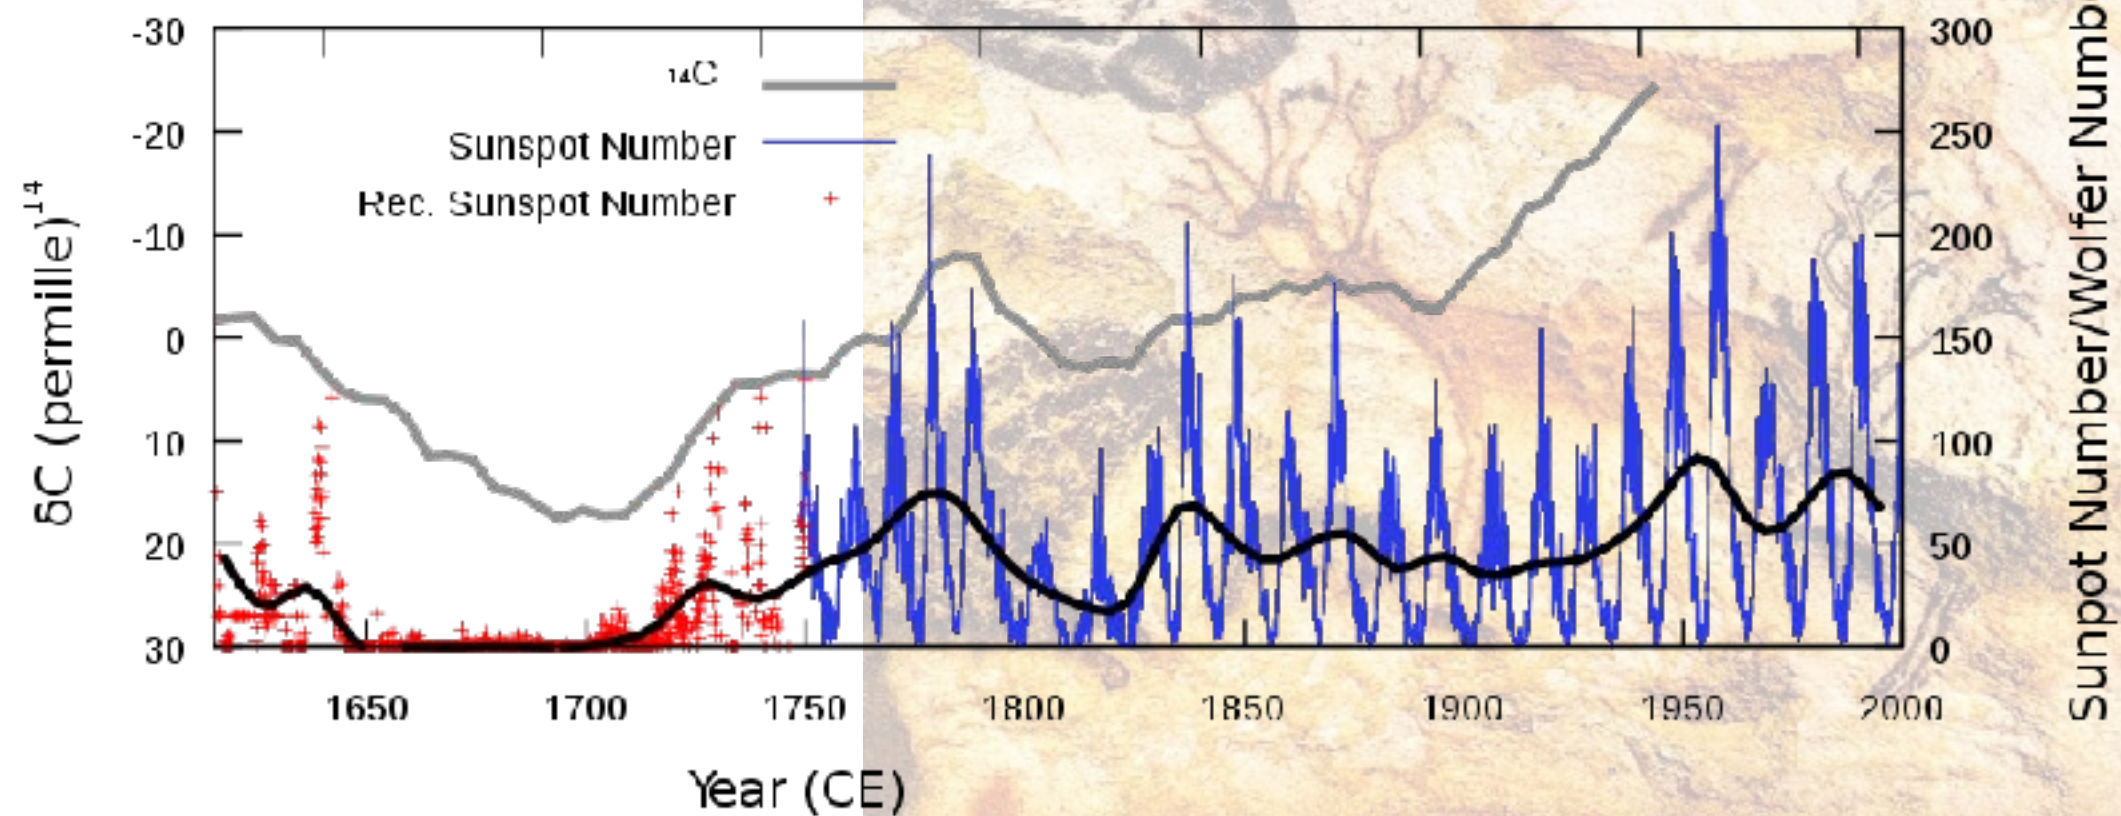 -30
-20
-10
0
10
20
30
δC (permille)¹⁴
¹⁴C
Sunspot Number
Rec. Sunspot Number
300
250
200
150
100
50
0
Sunpot Number/Wolfer Numb
1650 1700 1750 1800 1850 1900 1950 2000
Year (CE)